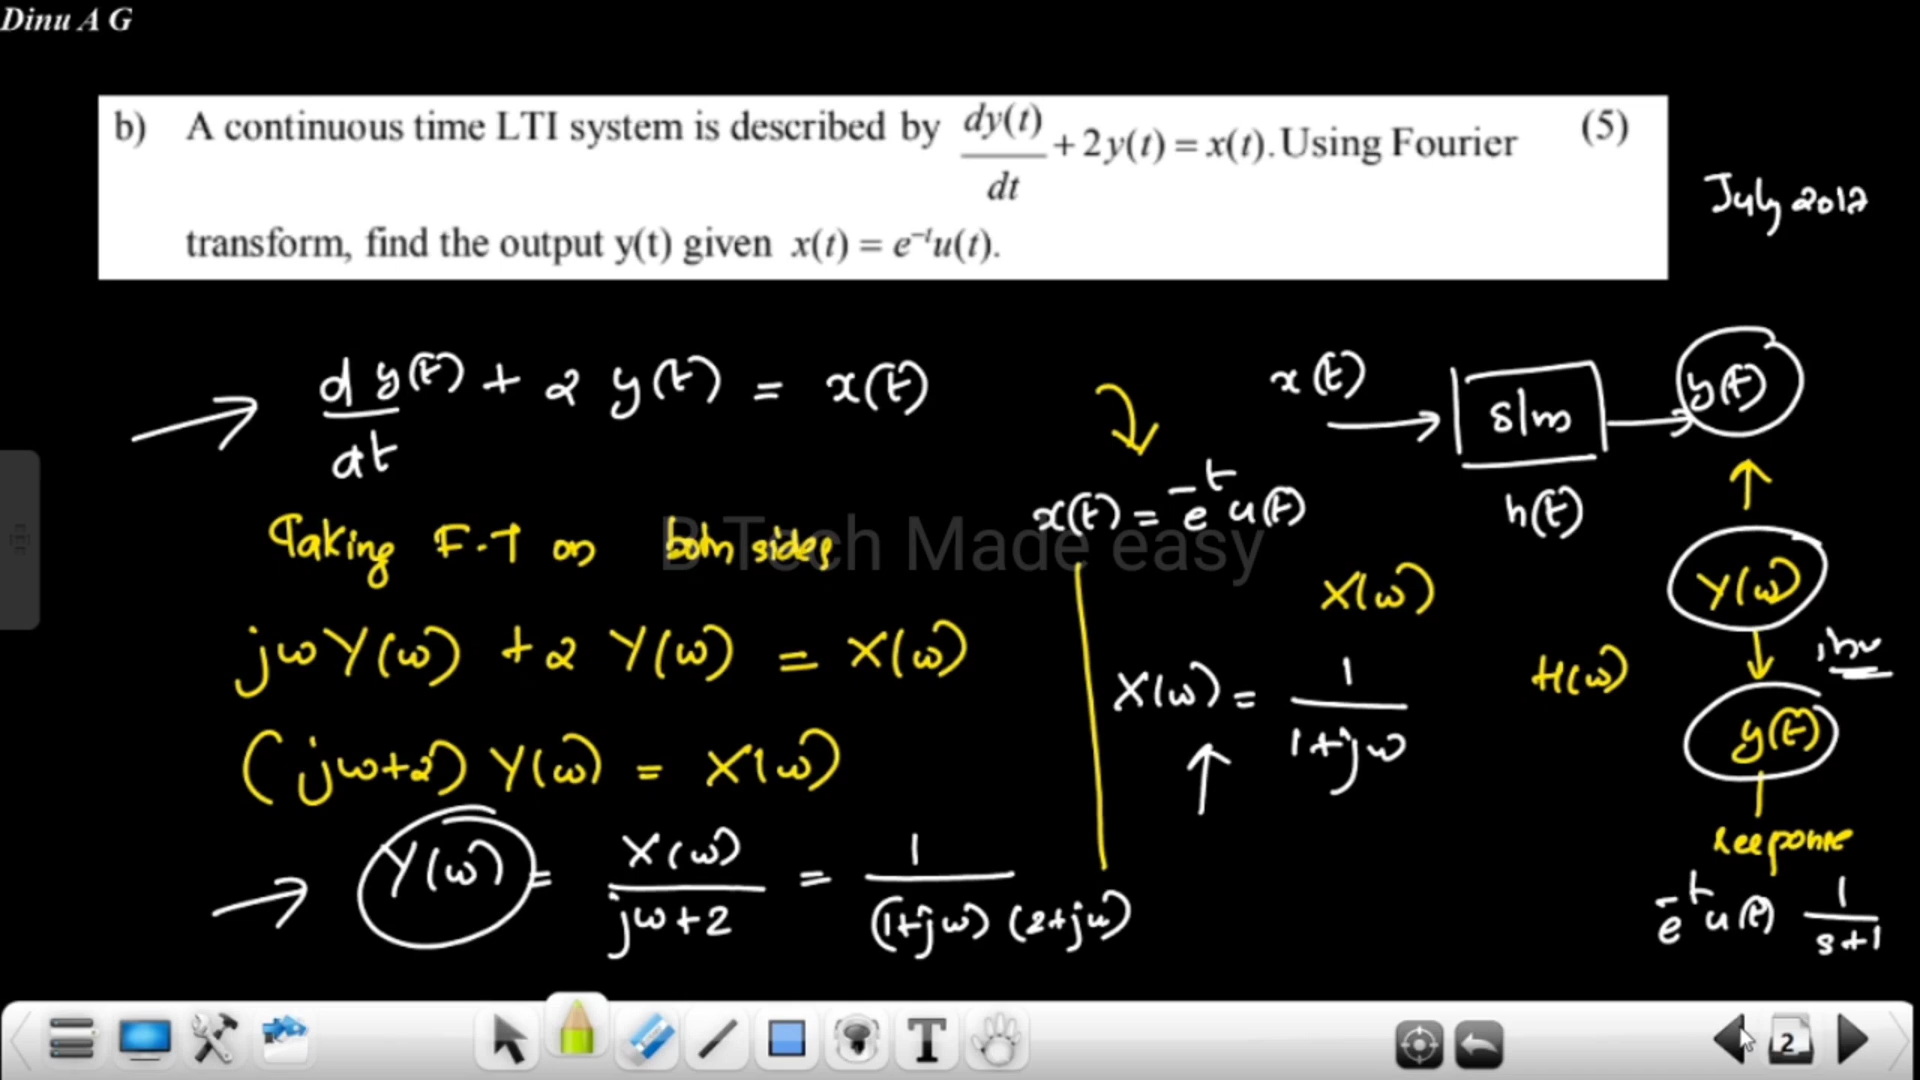 Dinu A G
b) A continuous time LTI system is described by dy(t)/dt + 2y(t) = x(t). Using Fourier (5)
transform, find the output y(t) given x(t) = e^-t u(t).
July 2017
d y(t)/dt + 2 y(t) = x(t)
x(t) → s/m → y(t)
h(t)
x(t) = e^-t u(t)
Taking F.T on both sides
B Tech Made easy
X(ω)
Y(ω)
jωY(ω) + 2 Y(ω) = X(ω)
X(ω) = 1/(1+jω)
H(ω)
inv
y(t)
(jω+2) Y(ω) = X(ω)
Response
Y(ω) = X(ω)/(jω+2) = 1/((1+jω)(2+jω))
e^-t u(t) 1/(s+1)
T
2